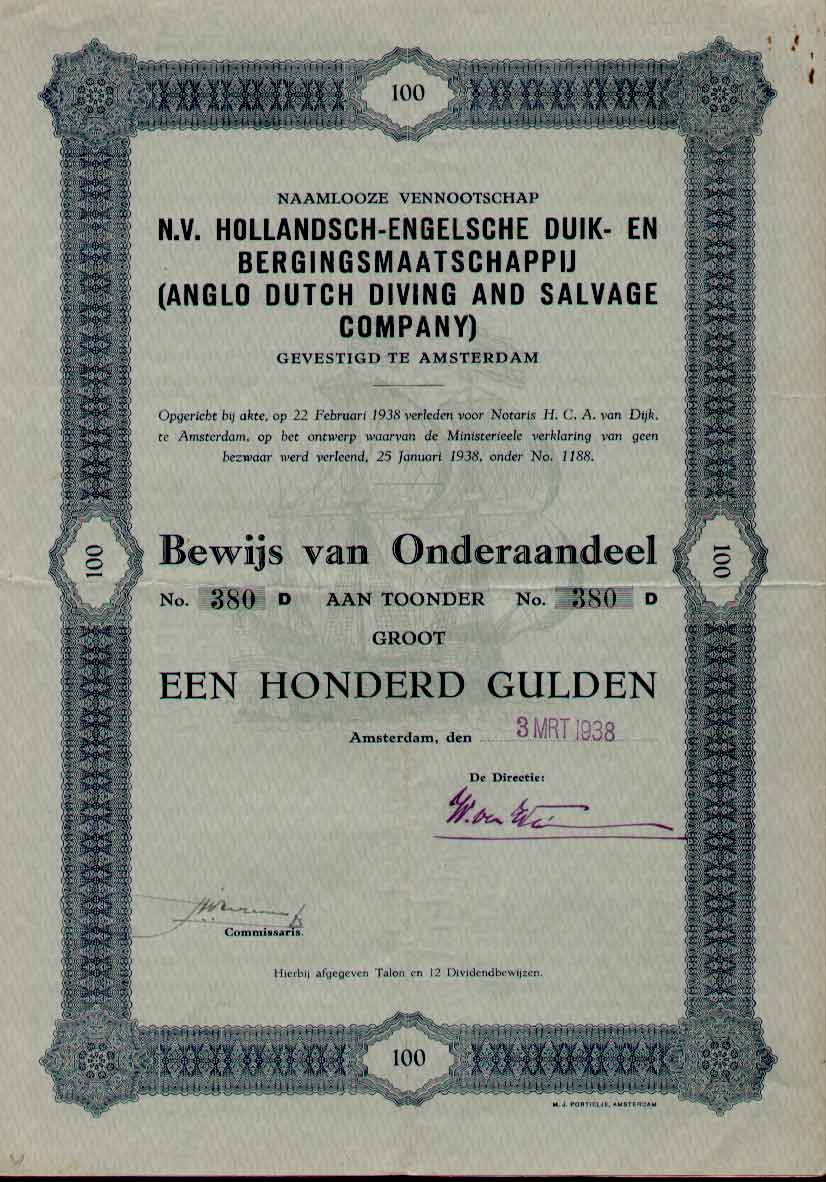 100
NAAMLOOZE VENNOOTSCHAP
N.V. HOLLANDSCH-ENGELSCHE DUIK- EN
BERGINGSMAATSCHAPPIJ
(ANGLO DUTCH DIVING AND SALVAGE
COMPANY)
GEVESTIGD TE AMSTERDAM
Opgericht bij akte, op 22 Februari 1938 verleden voor Notaris H. C. A. van Dijk,
te Amsterdam, op het ontwerp waarvan de Ministerieele verklaring van geen
bezwaar werd verleend, 25 Januari 1938, onder No. 1188.
100
100
Bewijs van Onderaandeel
No. 380 D AAN TOONDER No. 380 D
GROOT
EEN HONDERD GULDEN
Amsterdam, den 3 MRT 1938
De Directie:
W. van
Commissaris.
Hierbij afgegeven Talon en 12 Dividendbewijzen.
100
M. J. PORTIELJE, AMSTERDAM